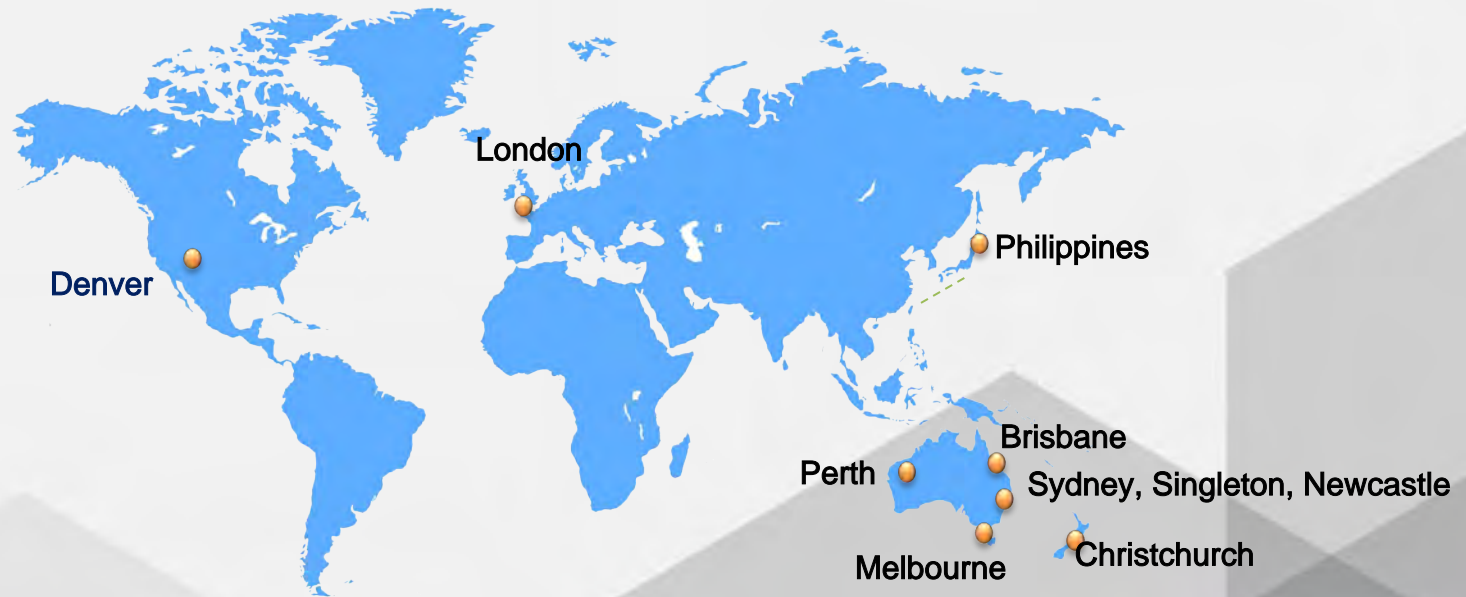 London
Philippines
Denver
Brisbane
Perth
Sydney, Singleton, Newcastle
Christchurch
Melbourne